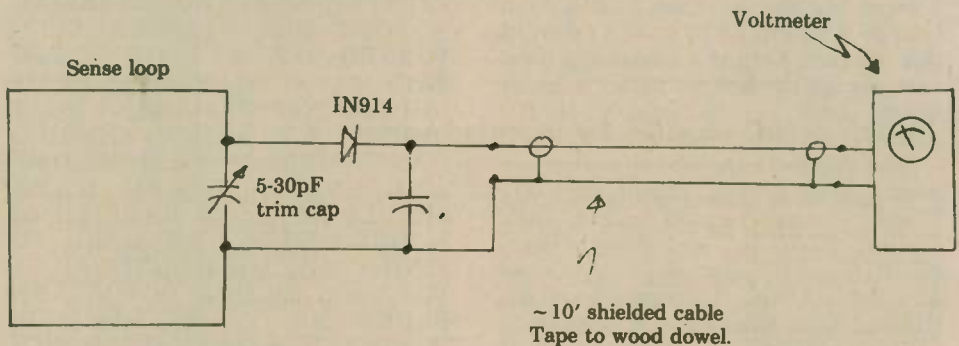 Voltmeter
Sense loop
IN914
5-30pF
trim cap
~ 10' shielded cable
Tape to wood dowel.